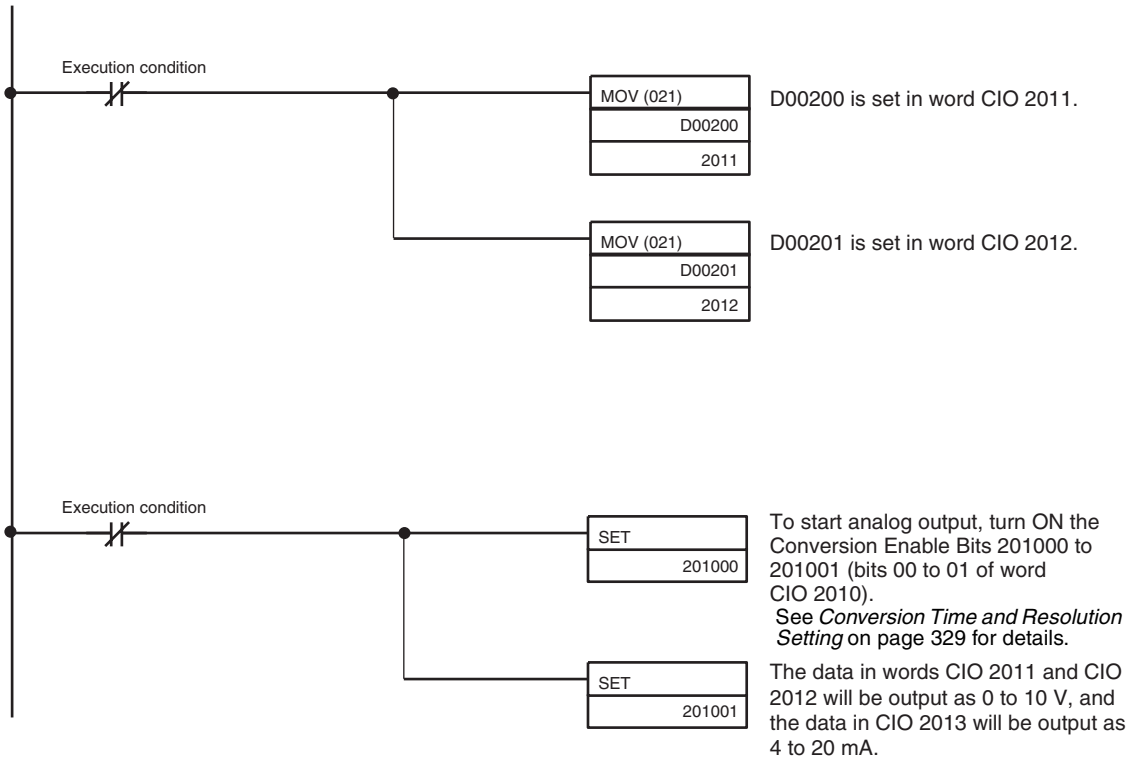 Execution condition
MOV (021)
D00200
2011
D00200 is set in word CIO 2011.
MOV (021)
D00201
2012
D00201 is set in word CIO 2012.
Execution condition
SET
201000
To start analog output, turn ON the
Conversion Enable Bits 201000 to
201001 (bits 00 to 01 of word
CIO 2010).
See Conversion Time and Resolution
Setting on page 329 for details.
SET
201001
The data in words CIO 2011 and CIO
2012 will be output as 0 to 10 V, and
the data in CIO 2013 will be output as
4 to 20 mA.